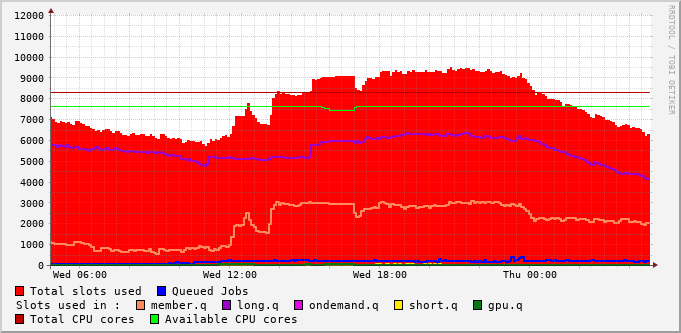 12000
11000
10000
9000
8000
7000
6000
5000
4000
3000
2000
1000
0
Wed 06:00 Wed 12:00 Wed 18:00 Thu 00:00
Total slots used Queued Jobs
Slots used in : member.q long.q ondemand.q short.q gpu.q
Total CPU cores Available CPU cores
RRDTOOL / TOBI OETIKER